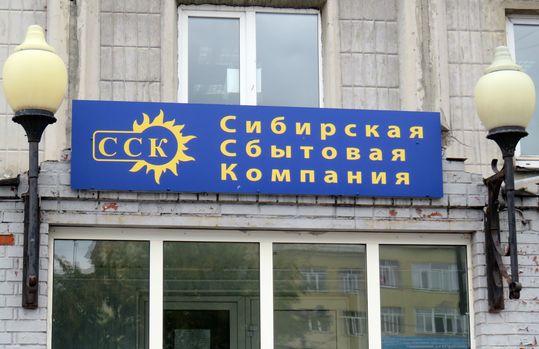 ССК
Сибирская
Сбытовая
Компания